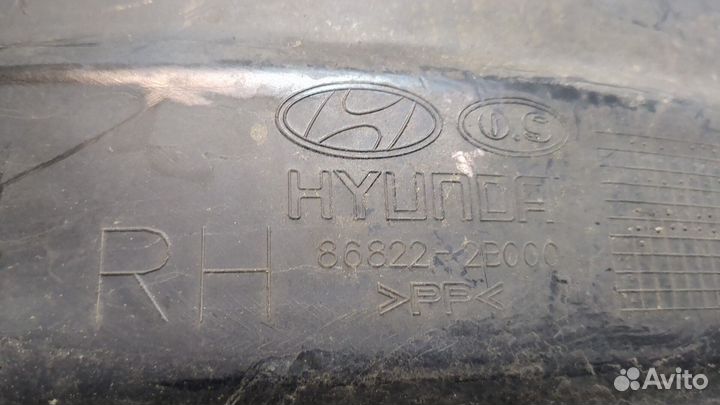 O.S
HYUNDAI
RH
86822-2B000
>PP<
Avito